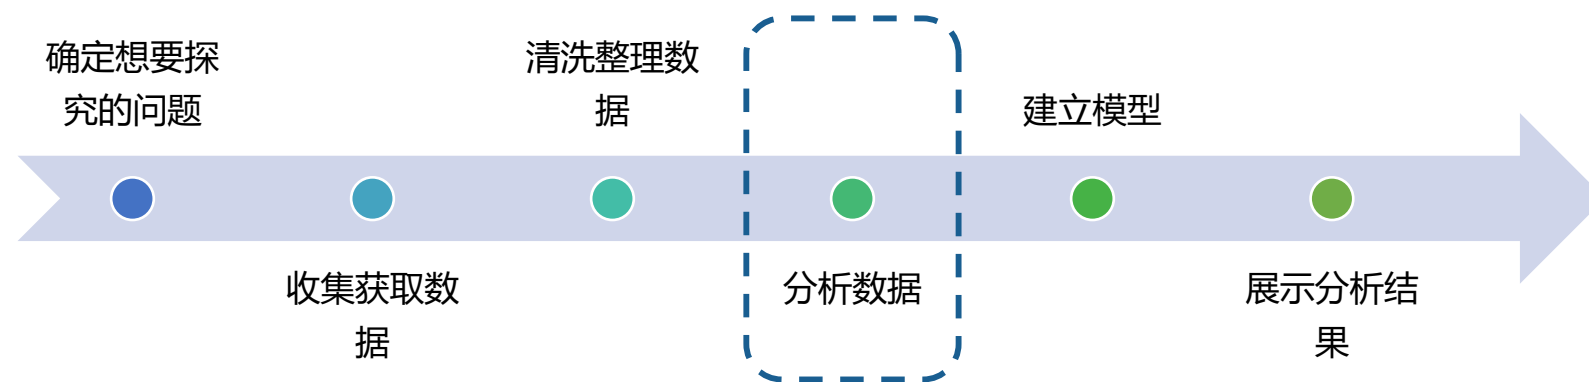 确定想要探
究的问题
收集获取数
据
清洗整理数
据
分析数据
建立模型
展示分析结
果